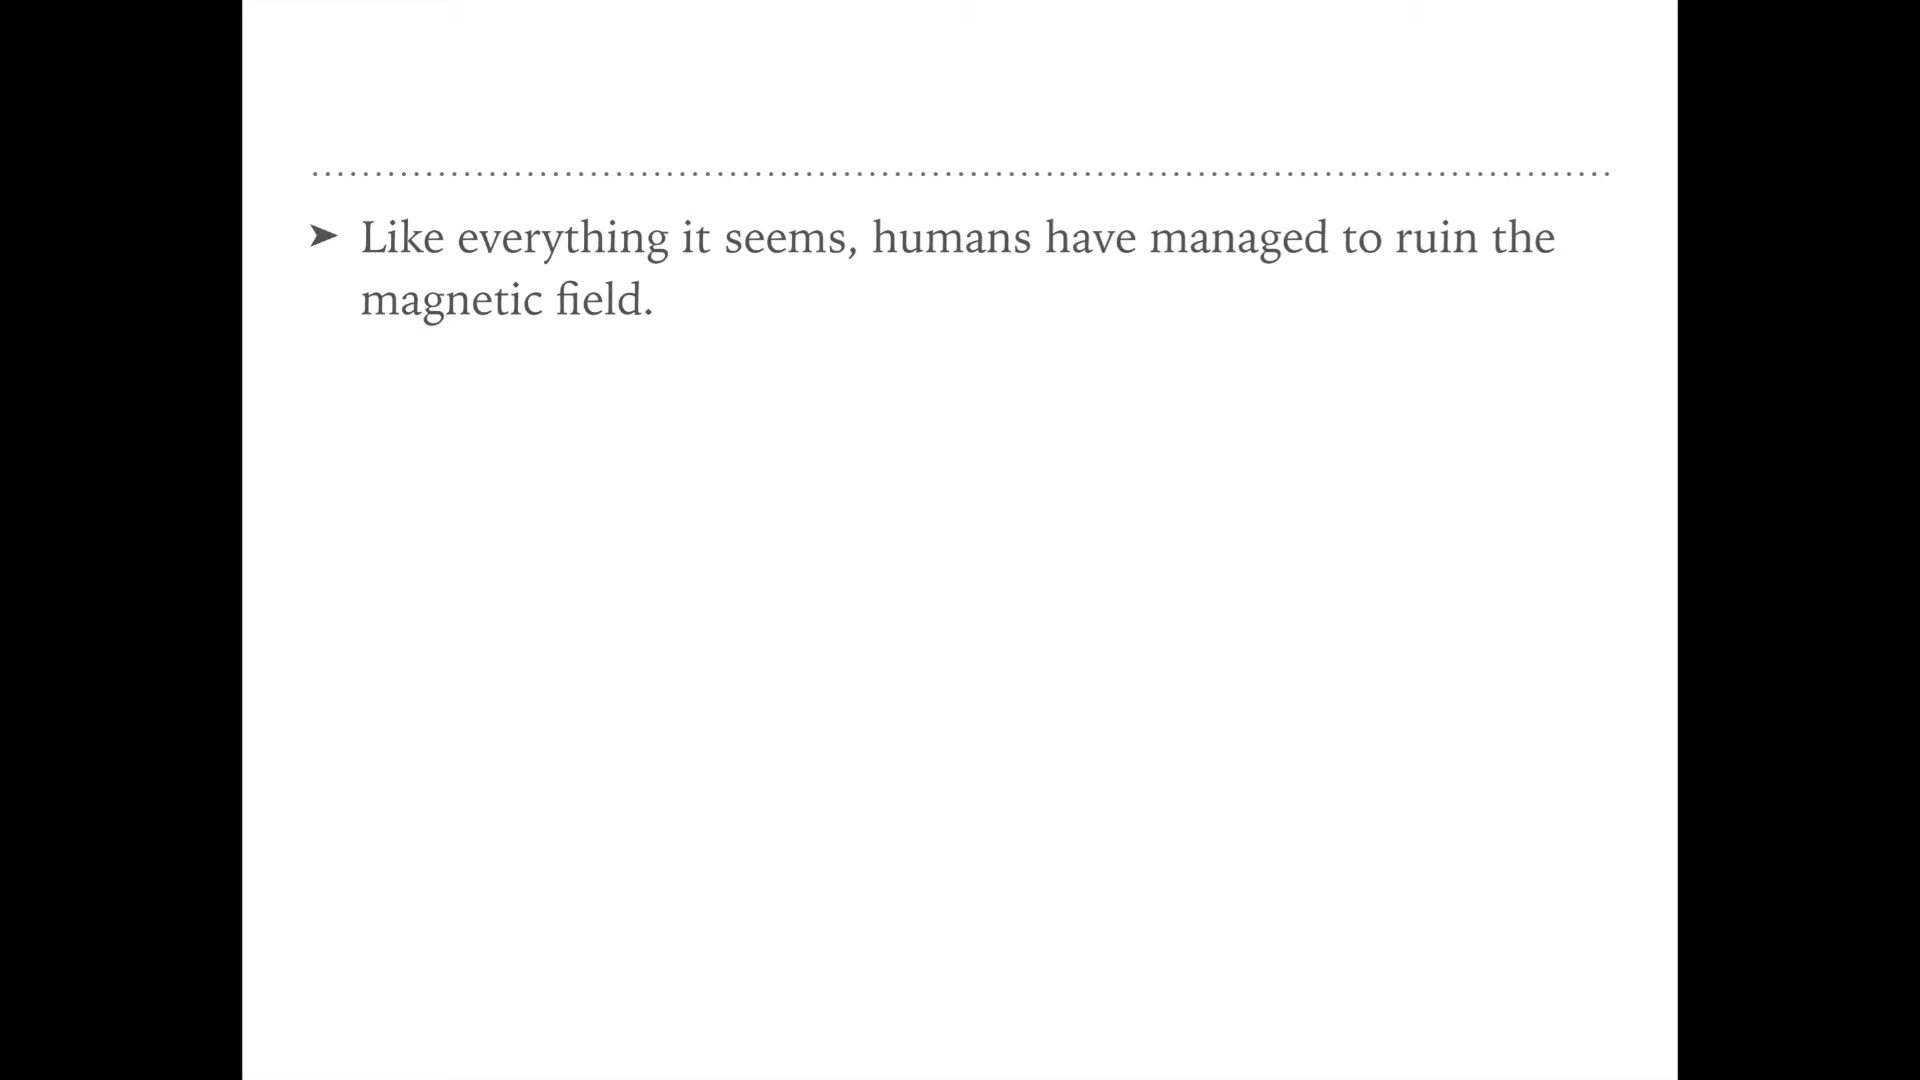 ➤ Like everything it seems, humans have managed to ruin the
magnetic field.